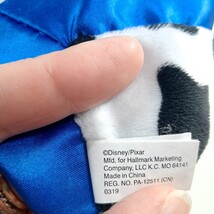 ©Disney/Pixar
Mfd. for Hallmark Marketing
Company, LLC K.C. MO 64141
Made in China
REG. NO. PA-12511 (CN)
0319